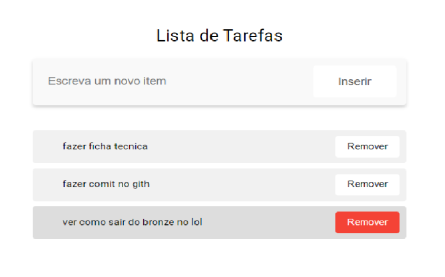 Lista de Tarefas
Escreva um novo item Inserir
fazer ficha tecnica Remover
fazer comit no gith Remover
ver como sair do bronze no lol Remover